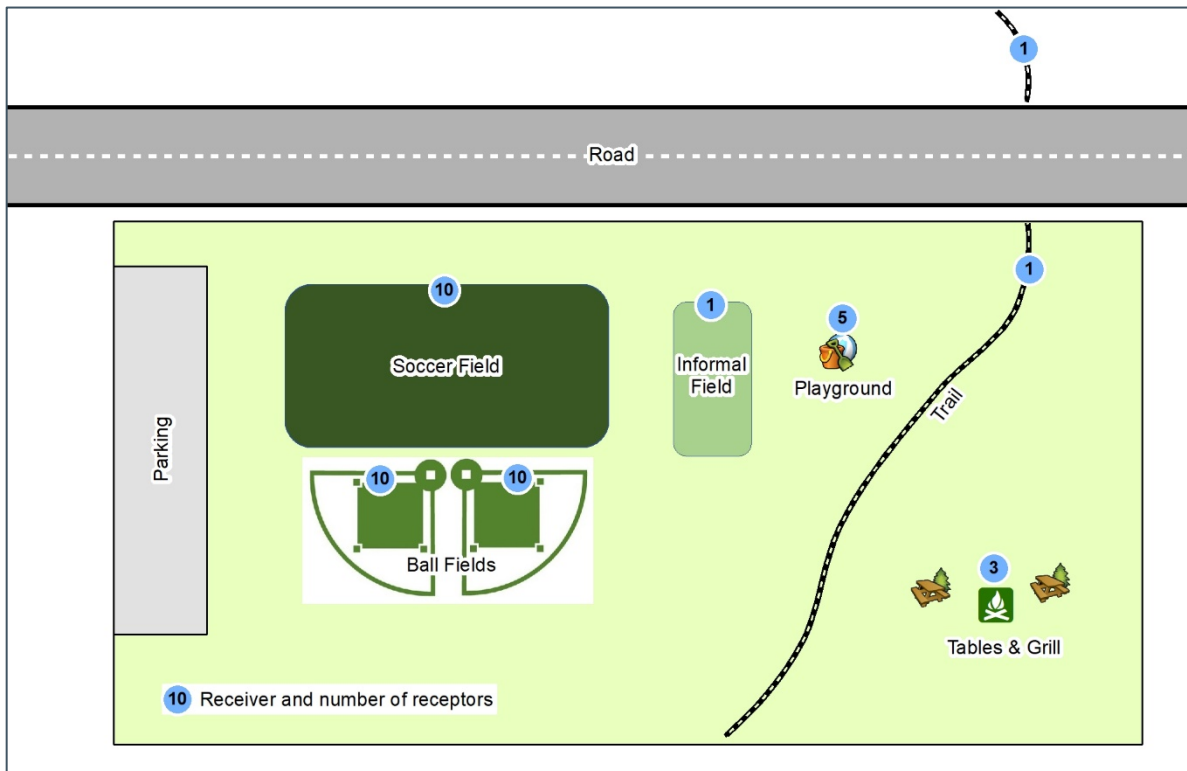 1
Road
1
10
1
5
Soccer Field
Informal
Field
Playground
Trail
Parking
10
10
Ball Fields
3
Tables & Grill
10 Receiver and number of receptors